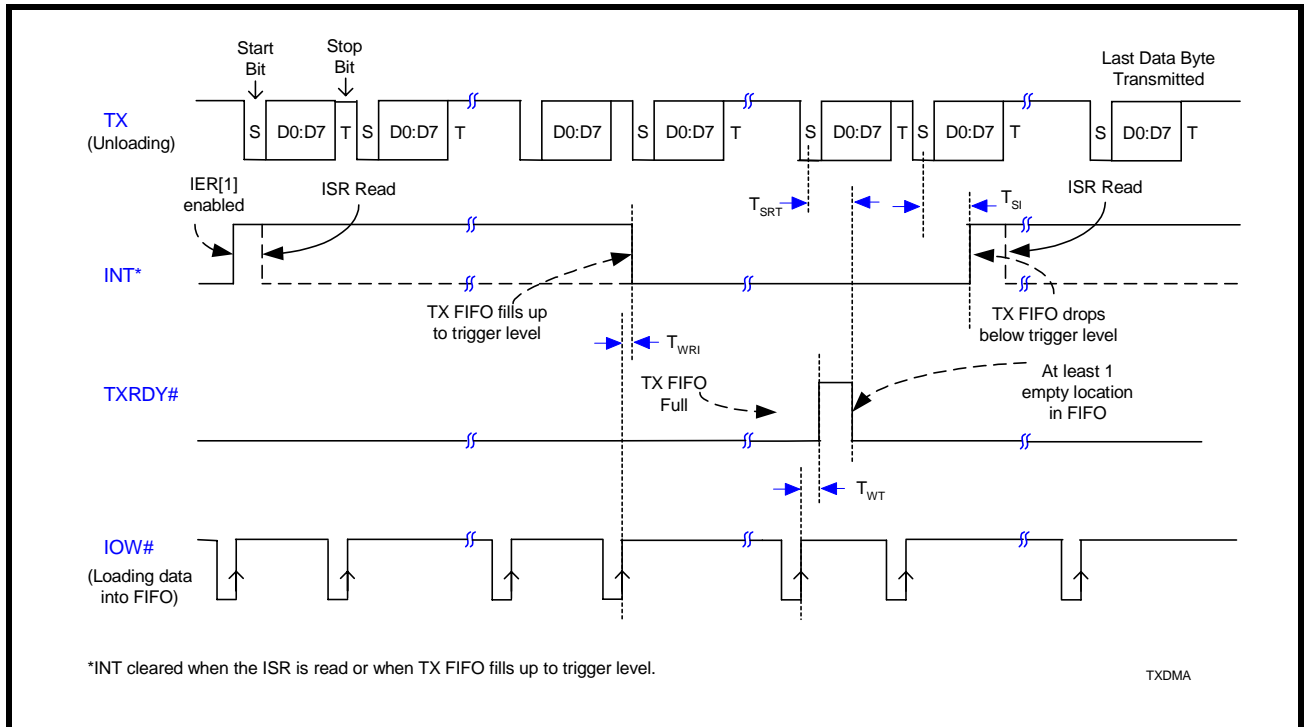 Start
Bit
Stop
Bit
Last Data Byte
Transmitted
TX
(Unloading)
S D0:D7 T S D0:D7 T D0:D7 T S D0:D7 T S D0:D7 T S D0:D7 T S D0:D7 T
IER[1]
enabled
ISR Read
TSRT
TSI
ISR Read
INT*
TX FIFO fills up
to trigger level
TX FIFO drops
below trigger level
TWRI
TXRDY#
TX FIFO
Full
At least 1
empty location
in FIFO
TWT
IOW#
(Loading data
into FIFO)
*INT cleared when the ISR is read or when TX FIFO fills up to trigger level.
TXDMA